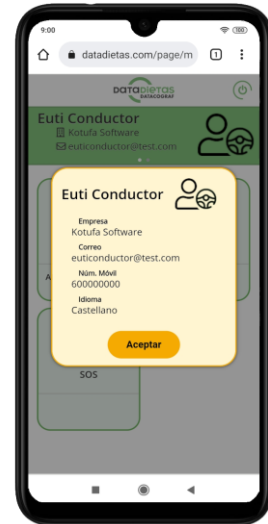 9:00
100
datadietas.com/page/m
1
DATADIETAS
DATACOGRAF
Euti Conductor
Kotufa Software
euticonductor@test.com
Euti Conductor
Empresa
Kotufa Software
Correo
euticonductor@test.com
Núm. Móvil
600000000
Idioma
Castellano
A
Aceptar
SOS